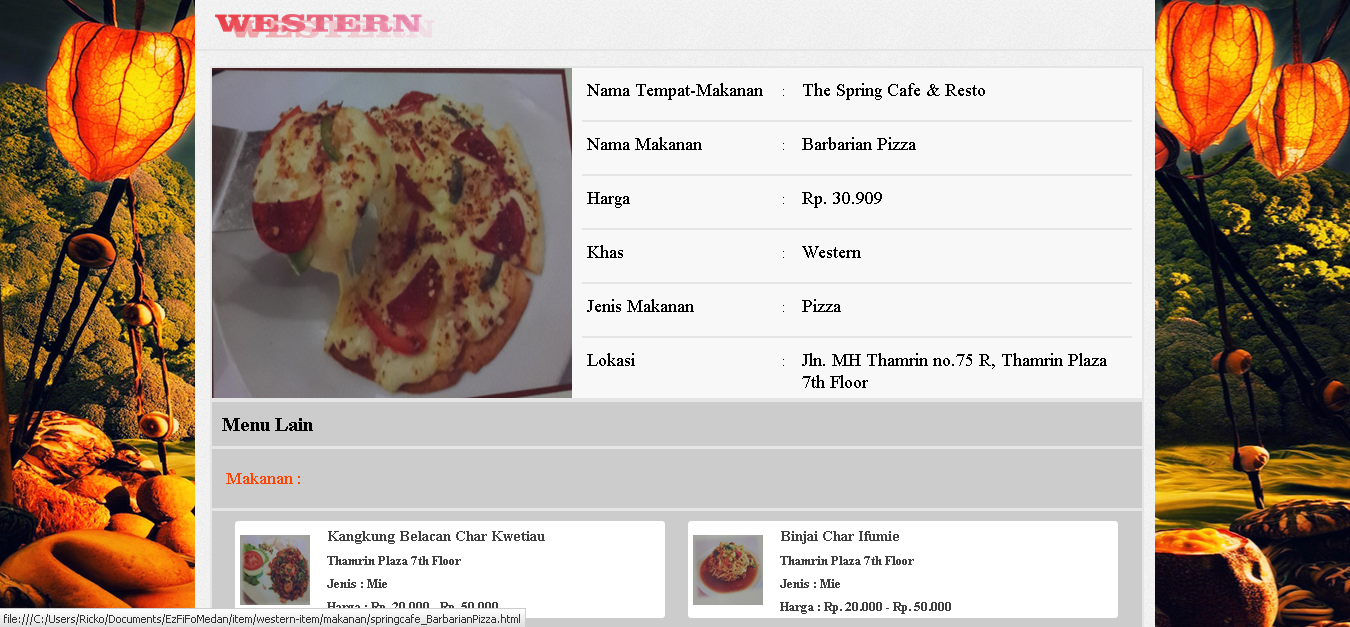 WESTERN
Nama Tempat-Makanan : The Spring Cafe & Resto
Nama Makanan : Barbarian Pizza
Harga : Rp. 30.909
Khas : Western
Jenis Makanan : Pizza
Lokasi : Jln. MH Thamrin no.75 R, Thamrin Plaza
7th Floor
Menu Lain
Makanan :
Kangkung Belacan Char Kwetiau
Thamrin Plaza 7th Floor
Jenis : Mie
Harga : Rp. 20.000 - Rp. 50.000
Binjai Char Ifumie
Thamrin Plaza 7th Floor
Jenis : Mie
Harga : Rp. 20.000 - Rp. 50.000
file:///C:/Users/Ricko/Documents/EzFiFoMedan/item/western-item/makanan/springcafe_BarbarianPizza.html